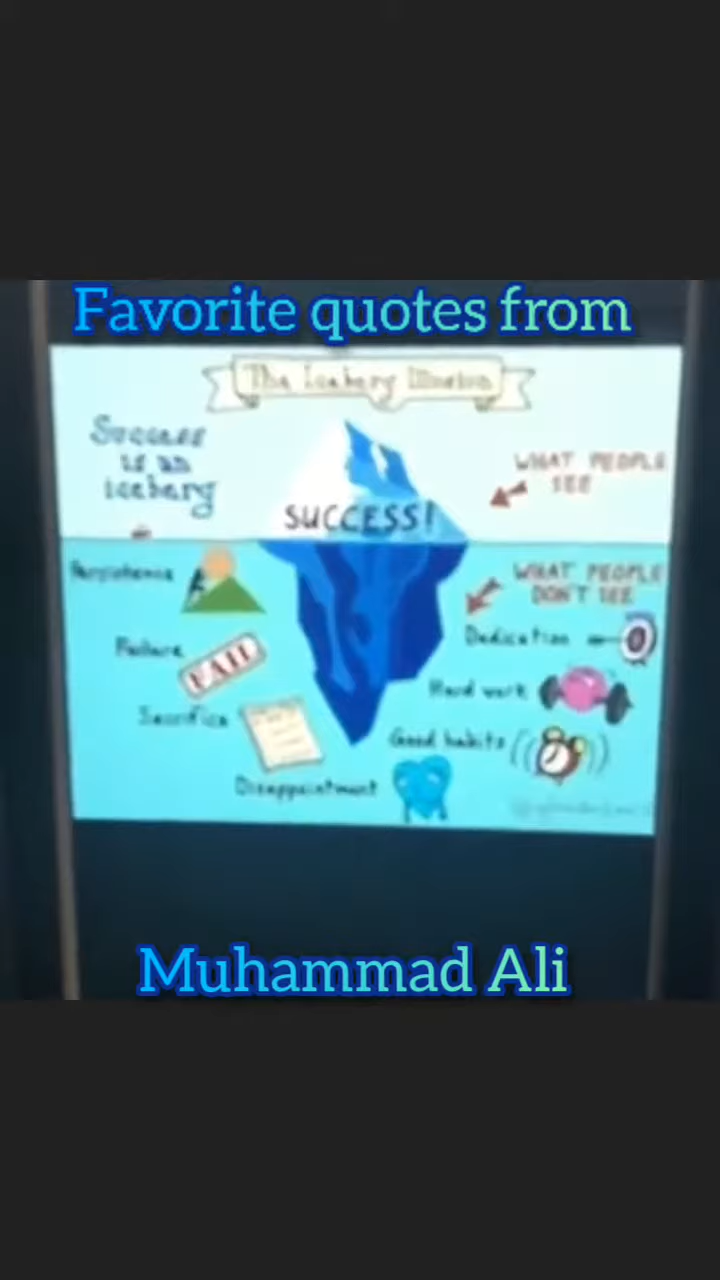 Favorite quotes from
The Iceberg Illusion
Success
is an
iceberg
WHAT PEOPLE
SEE
SUCCESS!
Persistence
WHAT PEOPLE
DON'T SEE
Dedication
Failure
FAIL
Hard work
Sacrifice
Good habits
Disappointment
Muhammad Ali